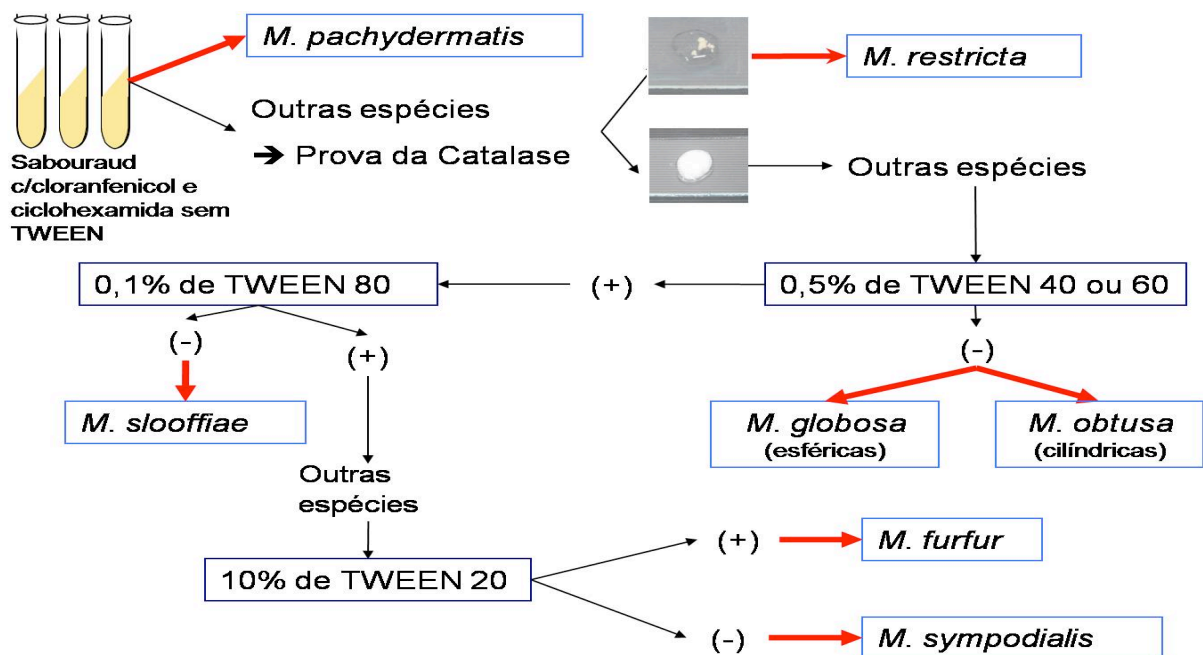 M. pachydermatis
M. restricta
Outras espécies
➔ Prova da Catalase
Sabouraud
c/cloranfenicol e
ciclohexamida sem
TWEEN
Outras espécies
0,1% de TWEEN 80
(+)
0,5% de TWEEN 40 ou 60
(-)
(+)
(-)
M. slooffiae
M. globosa
(esféricas)
M. obtusa
(cilíndricas)
Outras
espécies
10% de TWEEN 20
(+)
M. furfur
(-)
M. sympodialis